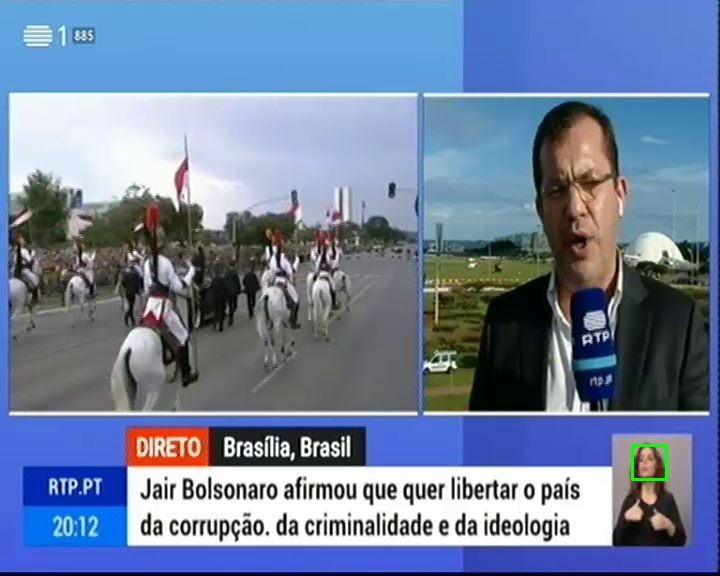 1 885
RTP
rtp.pt
DIRETO Brasília, Brasil
RTP.PT
20:12
Jair Bolsonaro afirmou que quer libertar o país
da corrupção. da criminalidade e da ideologia